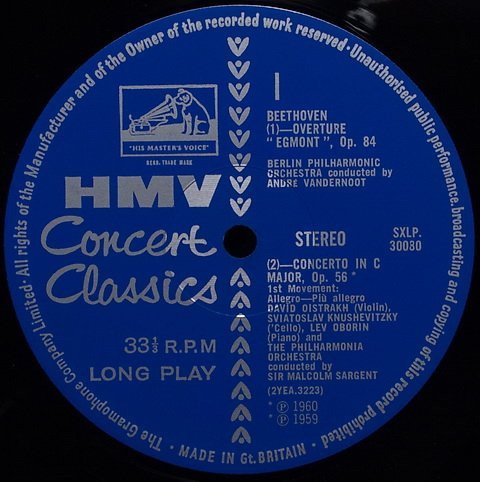 The Gramophone Company Limited · All rights of the Manufacturer and of the Owner of the recorded work reserved · Unauthorised public performance, broadcasting and copying of this record prohibited · MADE IN Gt. BRITAIN ·
"HIS MASTER'S VOICE"
REGD. TRADE MARK
HMV
Concert
Classics
33⅓ R.P.M
LONG PLAY
I
BEETHOVEN
(1)—OVERTURE
"EGMONT", Op. 84
BERLIN PHILHARMONIC
ORCHESTRA conducted by
ANDRÉ VANDERNOOT
STEREO
SXLP.
30080
(2)—CONCERTO IN C
MAJOR, Op. 56 *
1st Movement:
Allegro—Più allegro
DAVID OISTRAKH (Violin),
SVIATOSLAV KNUSHEVITZKY
('Cello), LEV OBORIN
(Piano) and
THE PHILHARMONIA
ORCHESTRA
conducted by
SIR MALCOLM SARGENT
(2YEA.3223)
* ℗ 1960
* ℗ 1959